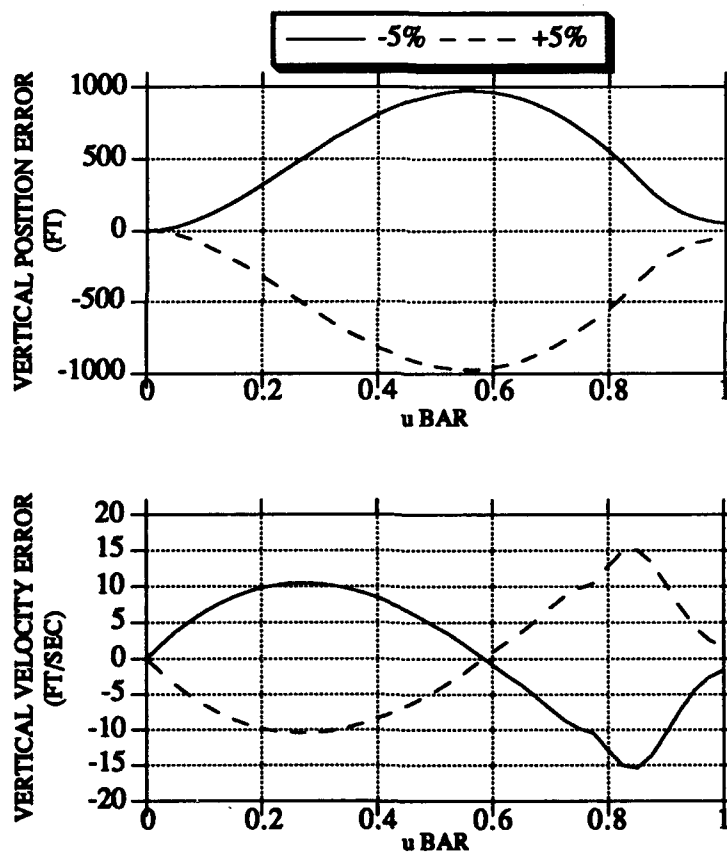 -5% +5%
VERTICAL POSITION ERROR
(FT)
1000
500
0
-500
-1000
0 0.2 0.4 0.6 0.8 1
u BAR
VERTICAL VELOCITY ERROR
(FT/SEC)
20
15
10
5
0
-5
-10
-15
-20
0 0.2 0.4 0.6 0.8 1
u BAR